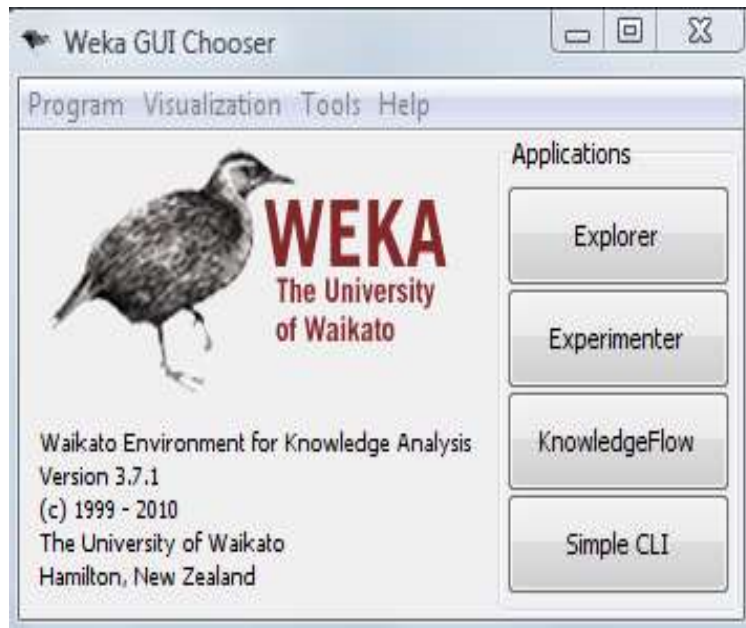 Weka GUI Chooser
Program Visualization Tools Help
WEKA
The University
of Waikato
Waikato Environment for Knowledge Analysis
Version 3.7.1
(c) 1999 - 2010
The University of Waikato
Hamilton, New Zealand
Applications
Explorer
Experimenter
KnowledgeFlow
Simple CLI